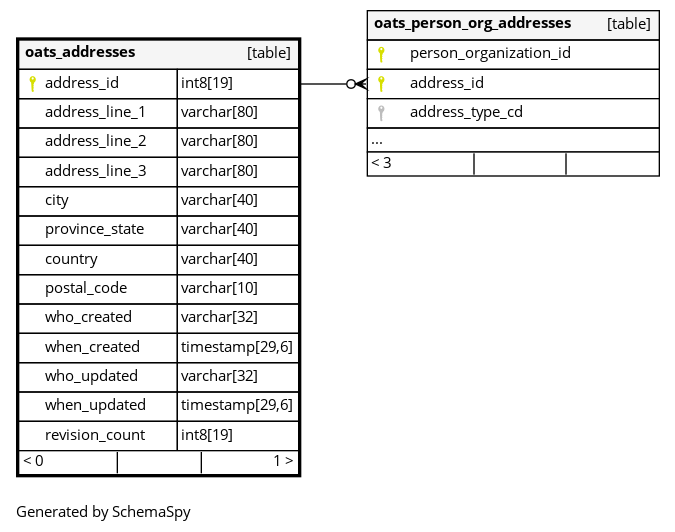 oats_addresses [table]
address_id int8[19]
address_line_1 varchar[80]
address_line_2 varchar[80]
address_line_3 varchar[80]
city varchar[40]
province_state varchar[40]
country varchar[40]
postal_code varchar[10]
who_created varchar[32]
when_created timestamp[29,6]
who_updated varchar[32]
when_updated timestamp[29,6]
revision_count int8[19]
< 0 1 >
oats_person_org_addresses [table]
person_organization_id
address_id
address_type_cd
...
< 3
Generated by SchemaSpy